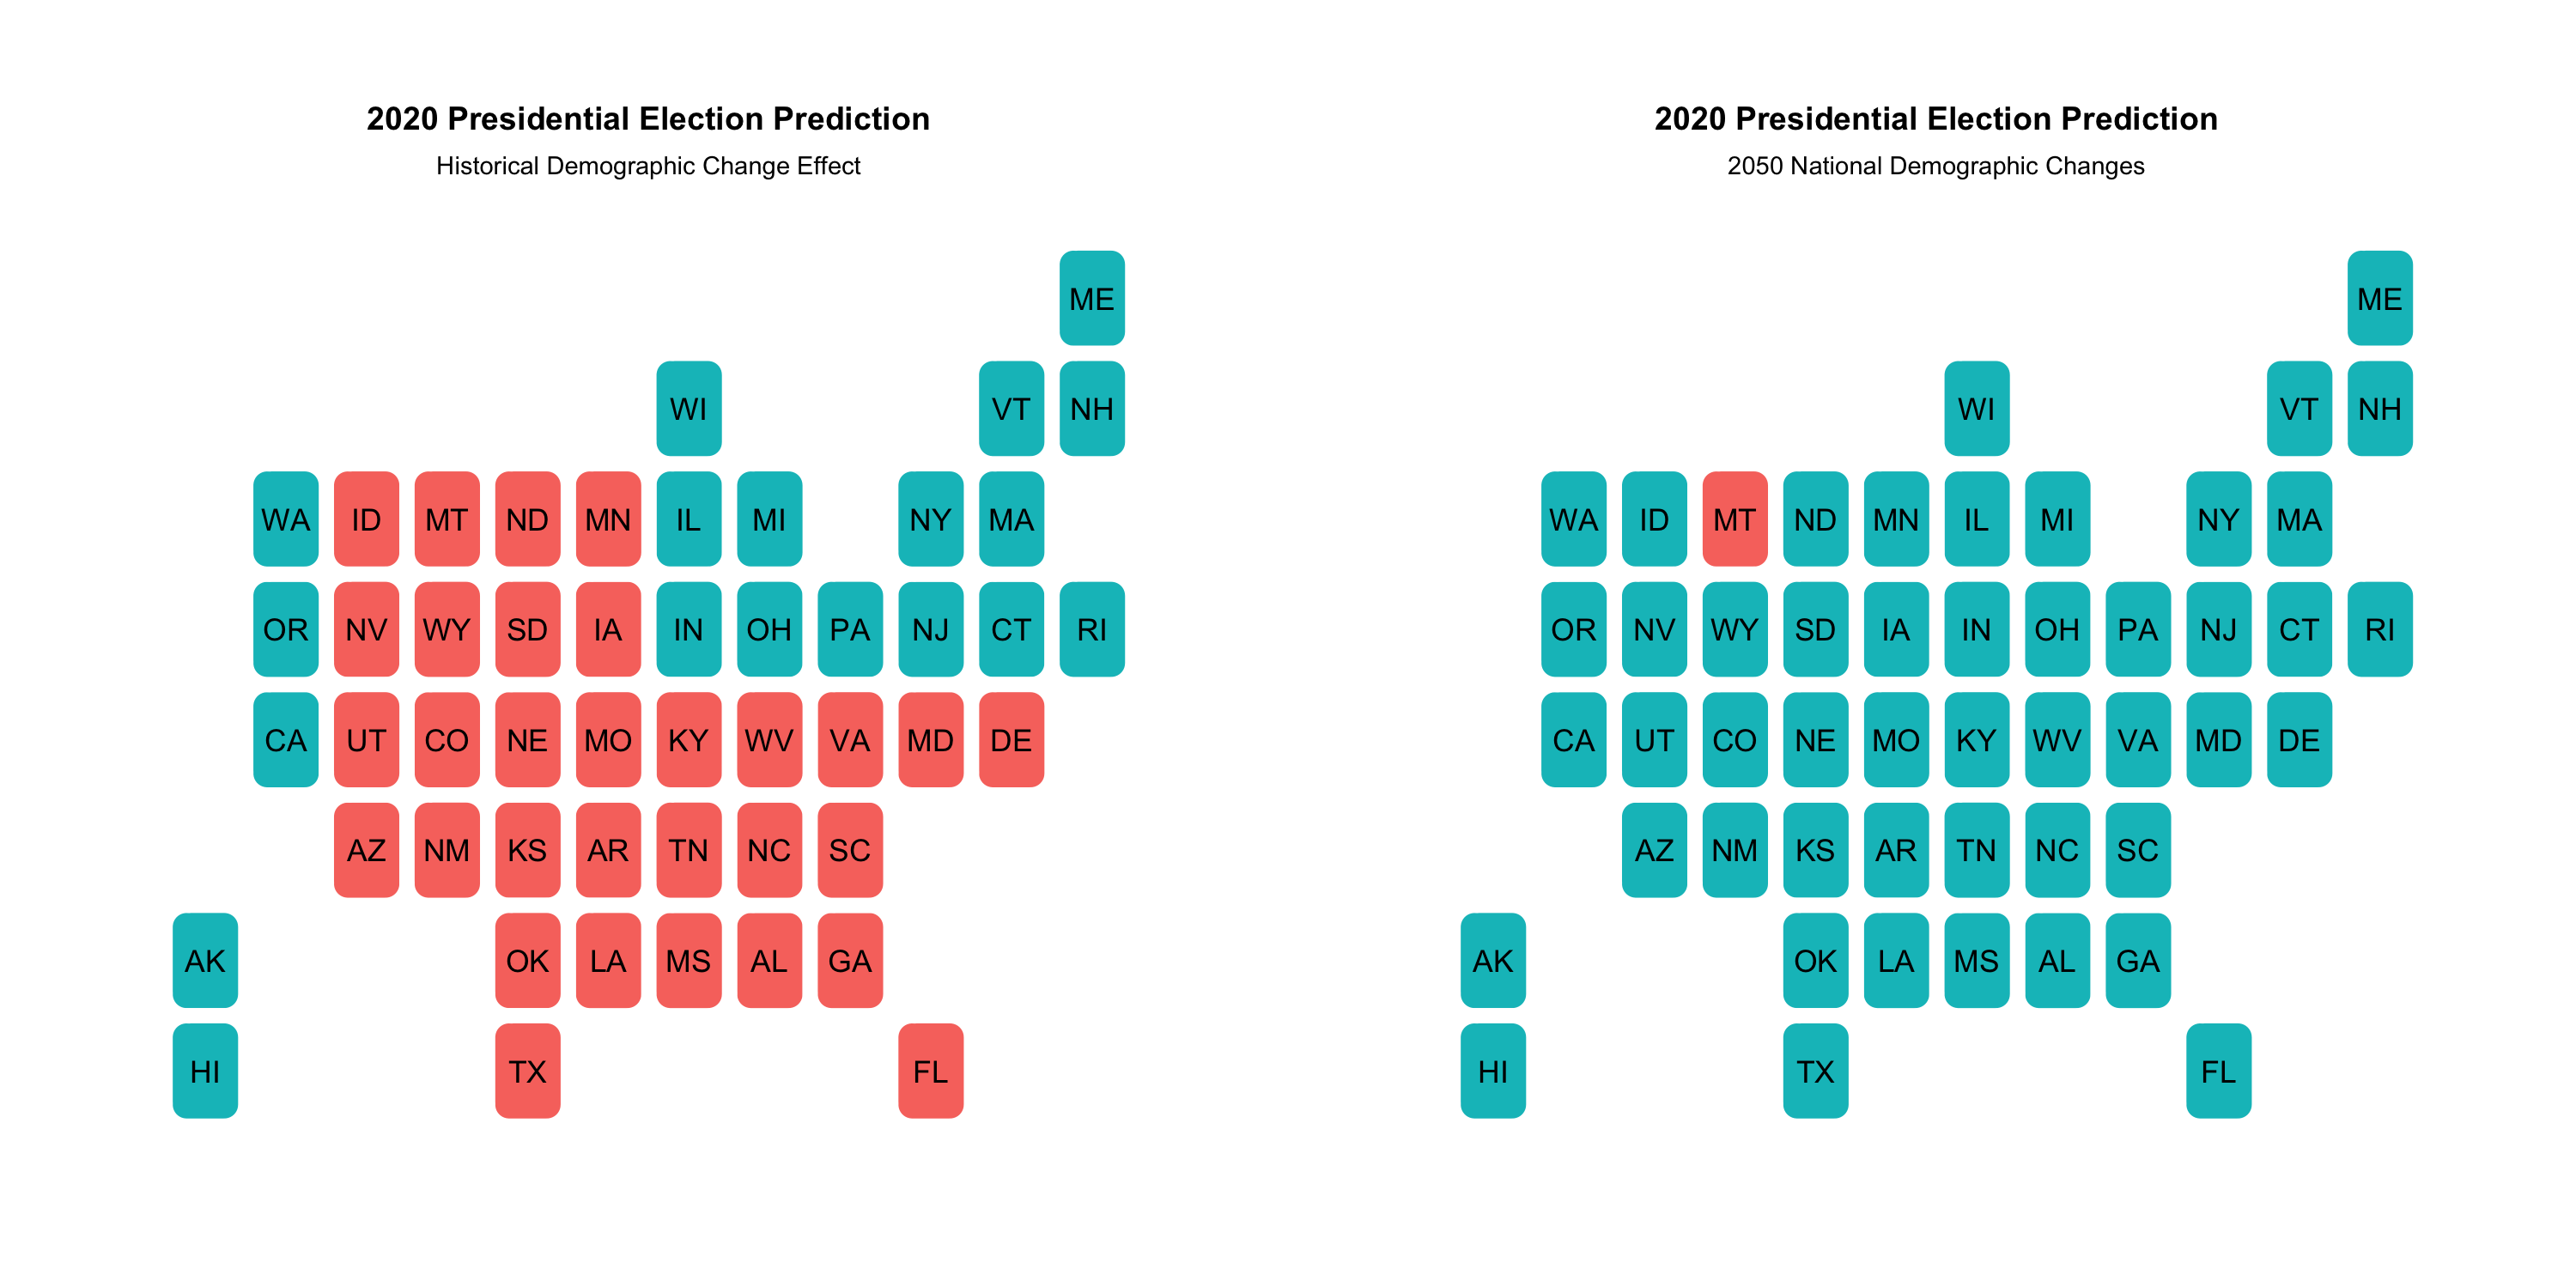 2020 Presidential Election Prediction
Historical Demographic Change Effect
ME
WI VT NH
WA ID MT ND MN IL MI NY MA
OR NV WY SD IA IN OH PA NJ CT RI
CA UT CO NE MO KY WV VA MD DE
AZ NM KS AR TN NC SC
AK OK LA MS AL GA
HI TX FL
2020 Presidential Election Prediction
2050 National Demographic Changes
ME
WI VT NH
WA ID MT ND MN IL MI NY MA
OR NV WY SD IA IN OH PA NJ CT RI
CA UT CO NE MO KY WV VA MD DE
AZ NM KS AR TN NC SC
AK OK LA MS AL GA
HI TX FL